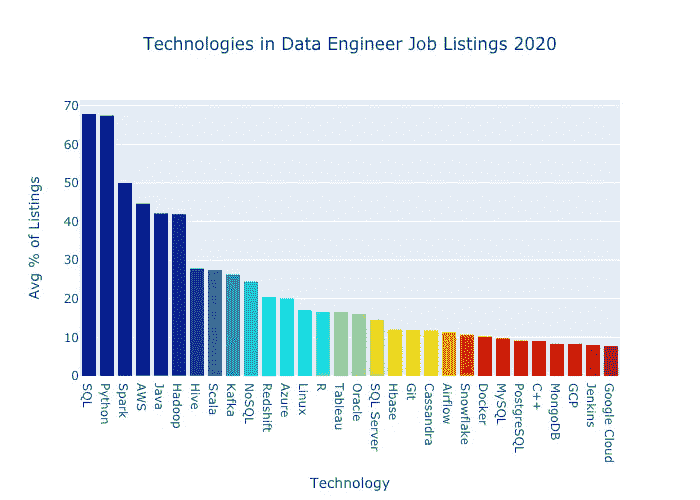 Technologies in Data Engineer Job Listings 2020
Avg % of Listings
70
60
50
40
30
20
10
0
SQL
Python
Spark
AWS
Java
Hadoop
Hive
Scala
Kafka
NoSQL
Redshift
Azure
Linux
R
Tableau
Oracle
SQL Server
Hbase
Git
Cassandra
Airflow
Snowflake
Docker
MySQL
PostgreSQL
C++
MongoDB
GCP
Jenkins
Google Cloud
Technology